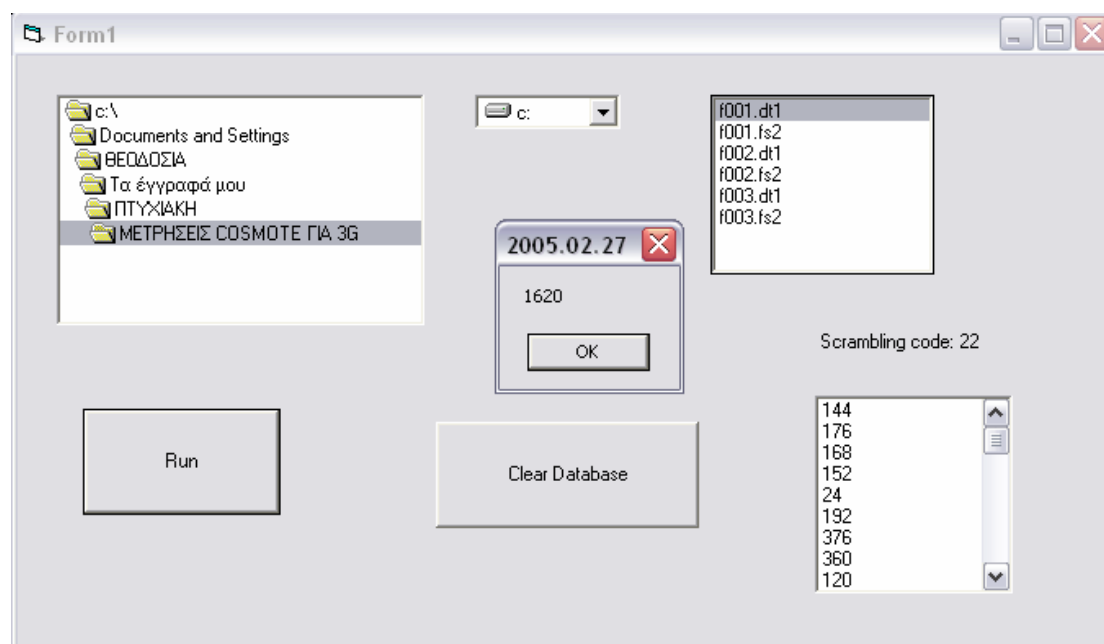 Form1
c:\
Documents and Settings
ΘΕΟΔΟΣΙΑ
Τα έγγραφά μου
ΠΤΥΧΙΑΚΗ
ΜΕΤΡΗΣΕΙΣ COSMOTE ΓΙΑ 3G
c:
f001.dt1
f001.fs2
f002.dt1
f002.fs2
f003.dt1
f003.fs2
2005.02.27
1620
OK
Scrambling code: 22
Run
Clear Database
144
176
168
152
24
192
376
360
120